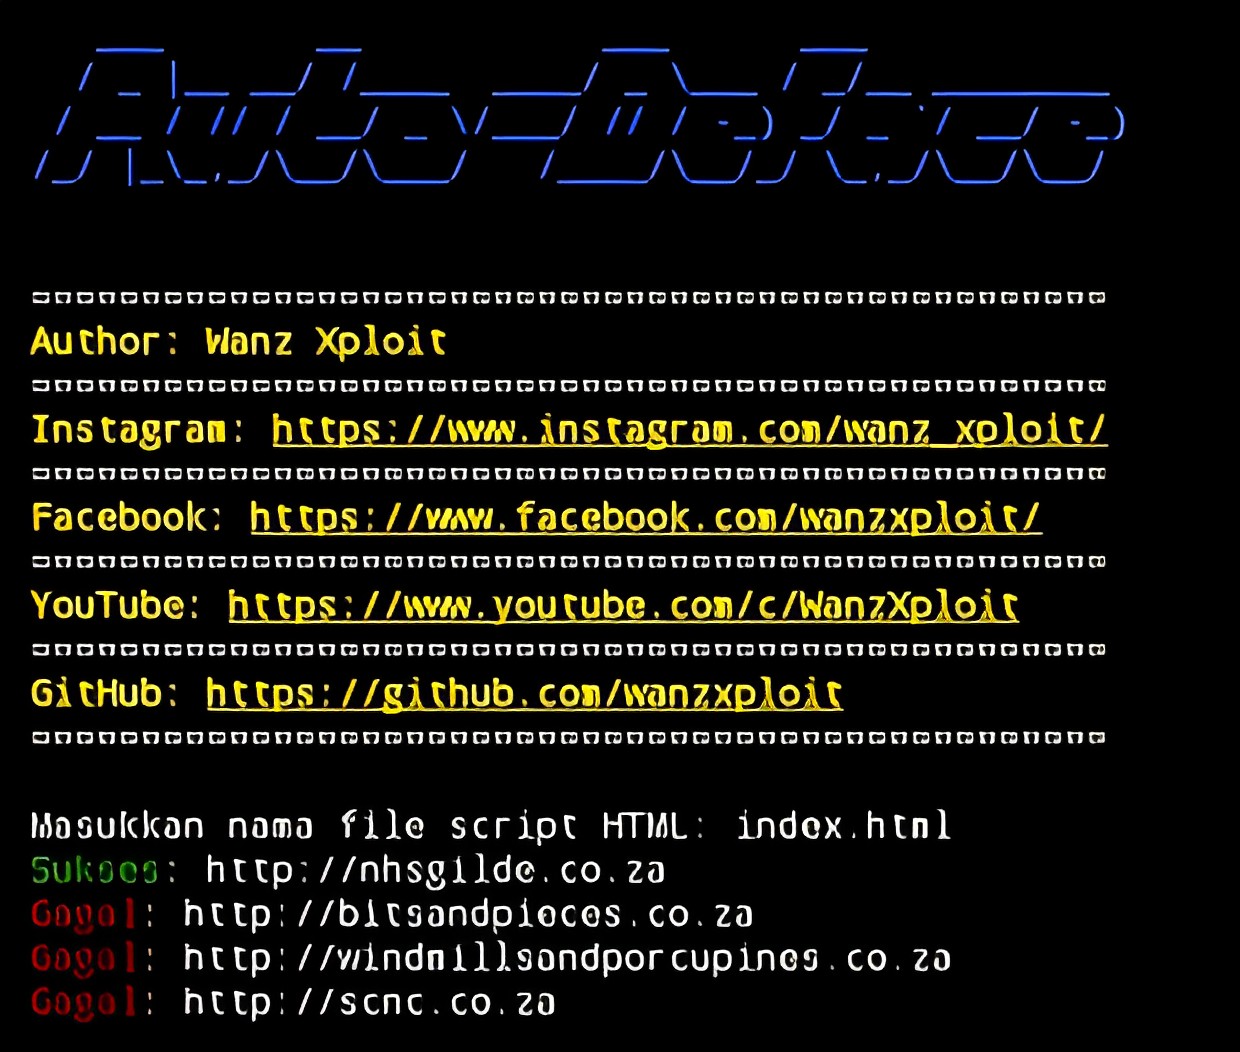 Auto-Deface
Author: Wanz Xploit
Instagram: https://www.instagram.com/wanz_xploit/
Facebook: https://www.facebook.com/wanzxploit/
YouTube: https://www.youtube.com/c/WanzXploit
GitHub: https://github.com/wanzxploit
Masukkan nama file script HTML: index.html
Sukses: http://nhsgilde.co.za
Gagal: http://bitsandpieces.co.za
Gagal: http://windmillsandporcupines.co.za
Gagal: http://scnc.co.za